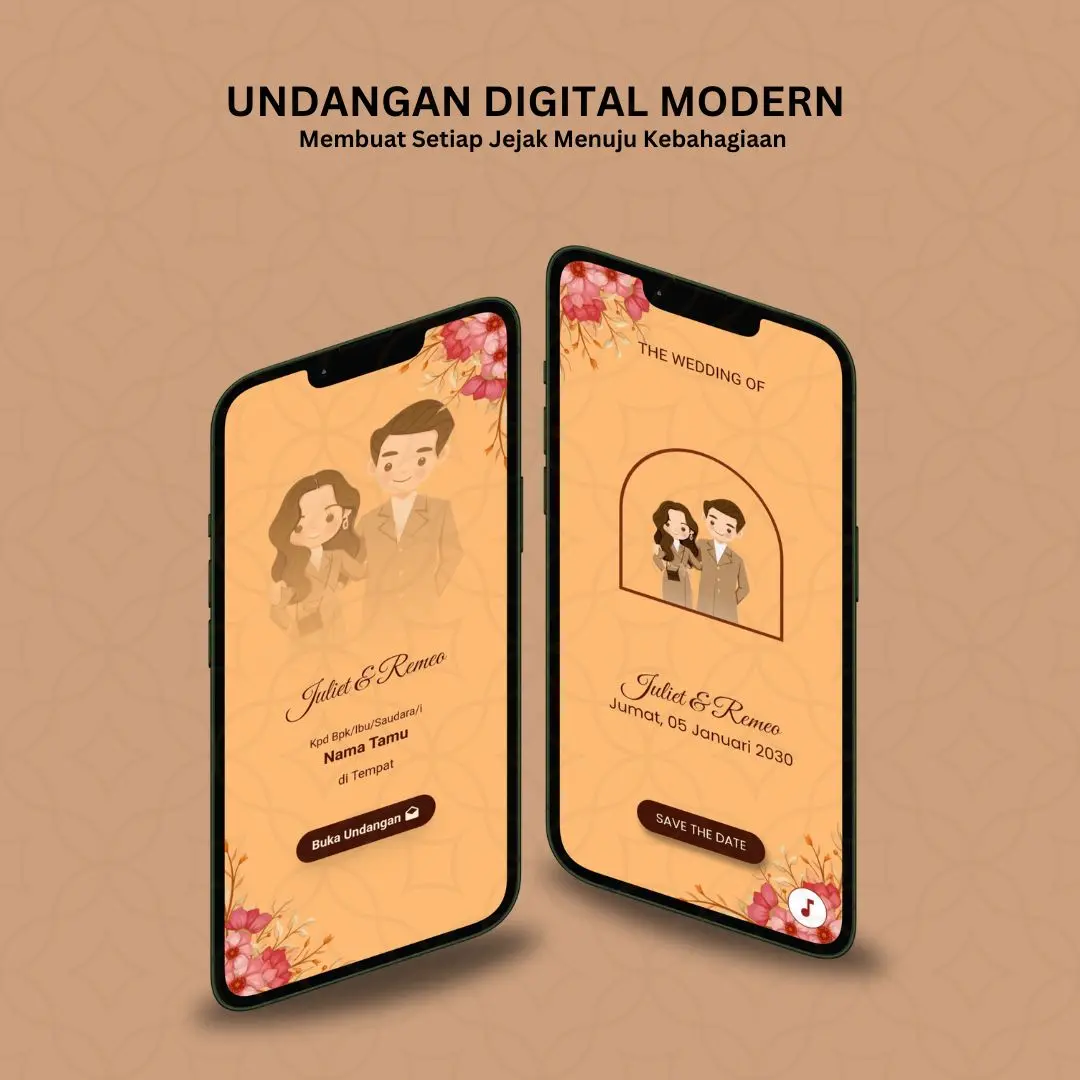 UNDANGAN DIGITAL MODERN
Membuat Setiap Jejak Menuju Kebahagiaan
Juliet & Remeo
Kpd Bpk/Ibu/Saudara/i
Nama Tamu
di Tempat
Buka Undangan
THE WEDDING OF
Juliet & Remeo
Jumat, 05 Januari 2030
SAVE THE DATE